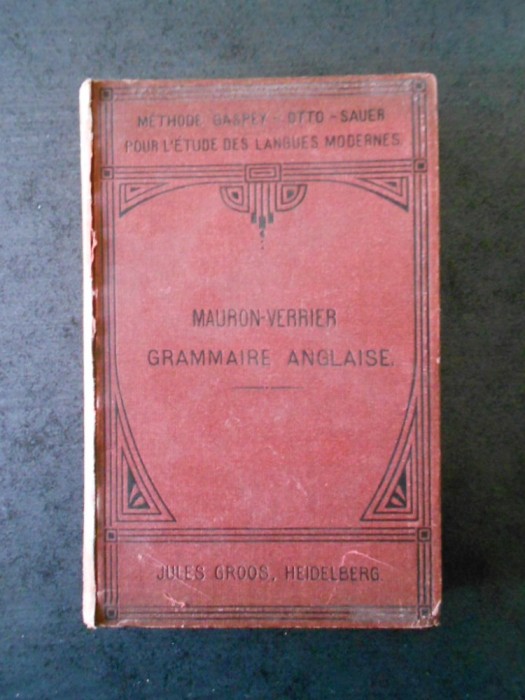 MÉTHODE GASPEY - OTTO - SAUER
POUR L'ÉTUDE DES LANGUES MODERNES
MAURON-VERRIER
GRAMMAIRE ANGLAISE.
JULES GROOS, HEIDELBERG.